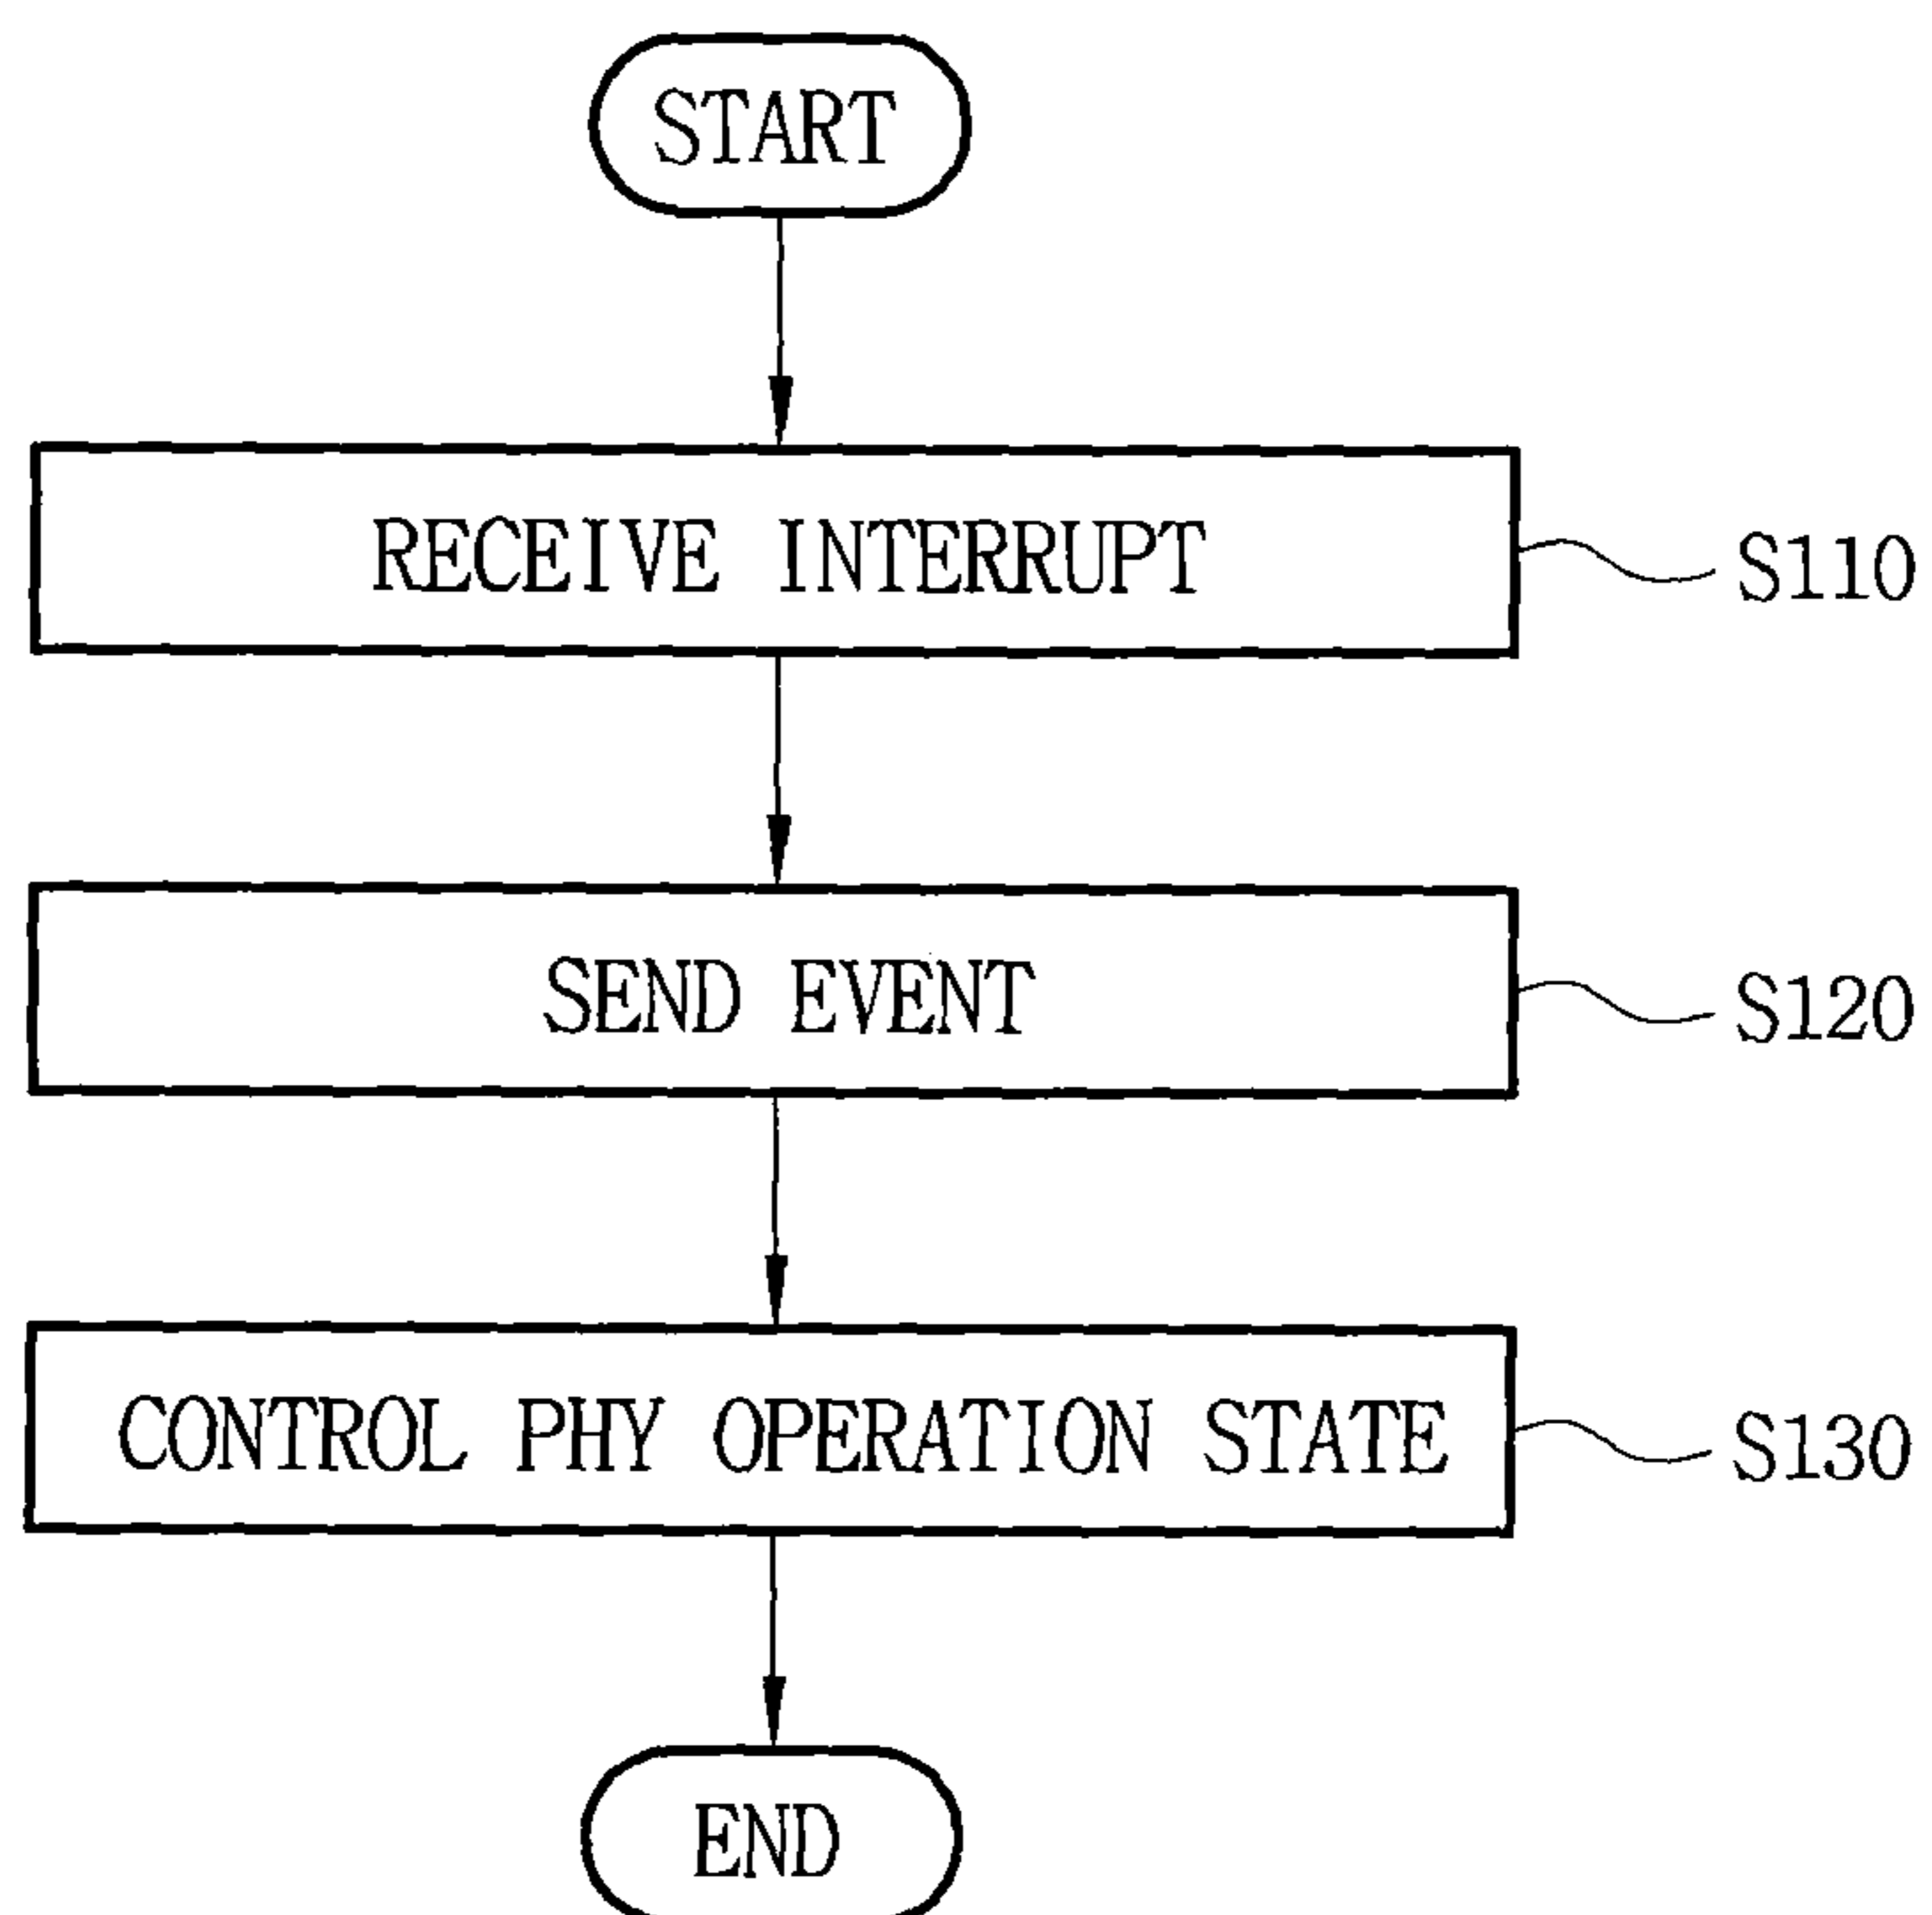 START
RECEIVE INTERRUPT
S110
SEND EVENT
S120
CONTROL PHY OPERATION STATE
S130
END